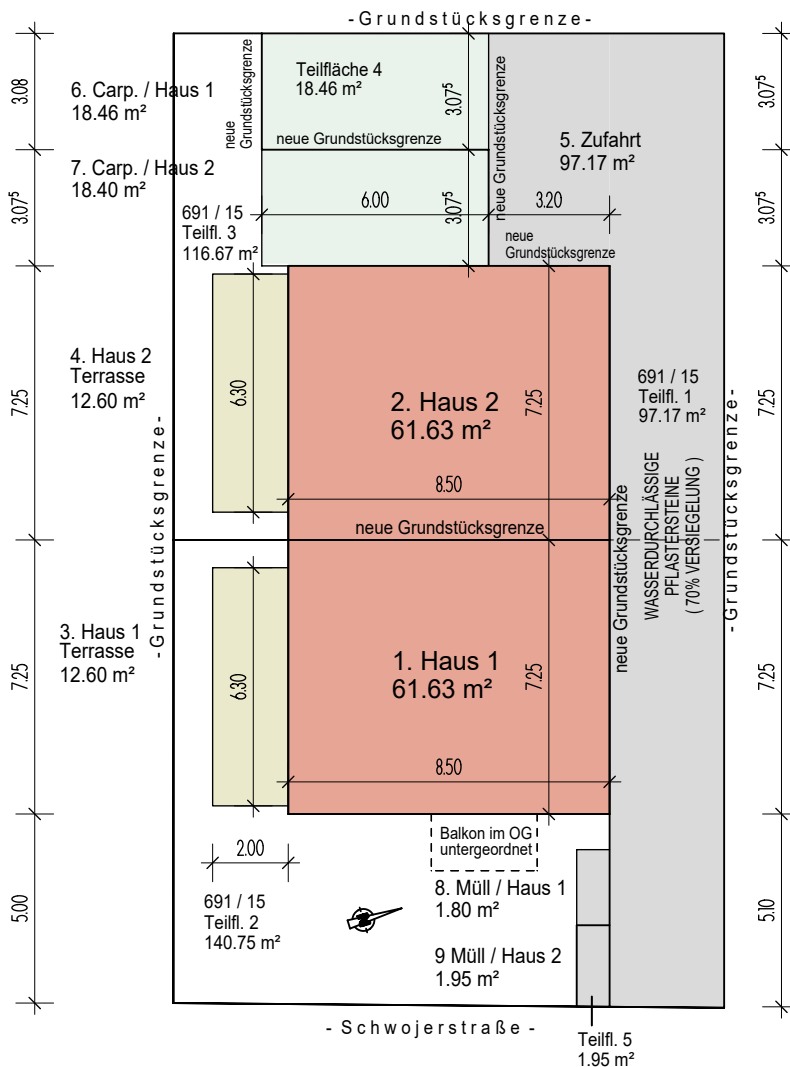 -Grundstücksgrenze-
3.08
6. Carp. / Haus 1
18.46 m²
neue
Grundstücksgrenze
Teilfläche 4
18.46 m²
3.07⁵
neue Grundstücksgrenze
neue Grundstücksgrenze
5. Zufahrt
97.17 m²
3.07⁵
3.07⁵
7. Carp. / Haus 2
18.40 m²
691 / 15
Teilfl. 3
116.67 m²
6.00
3.07⁵
3.20
neue
Grundstücksgrenze
3.07⁵
7.25
4. Haus 2
Terrasse
12.60 m²
6.30
2. Haus 2
61.63 m²
7.25
8.50
691 / 15
Teilfl. 1
97.17 m²
WASSERDURCHLÄSSIGE
PFLASTERSTEINE
( 70% VERSIEGELUNG )
-Grundstücksgrenze-
7.25
-Grundstücksgrenze-
neue Grundstücksgrenze
neue Grundstücksgrenze
7.25
3. Haus 1
Terrasse
12.60 m²
6.30
1. Haus 1
61.63 m²
7.25
8.50
7.25
Balkon im OG
untergeordnet
2.00
5.00
691 / 15
Teilfl. 2
140.75 m²
N
8. Müll / Haus 1
1.80 m²
9 Müll / Haus 2
1.95 m²
5.10
- Schwojerstraße -
Teilfl. 5
1.95 m²